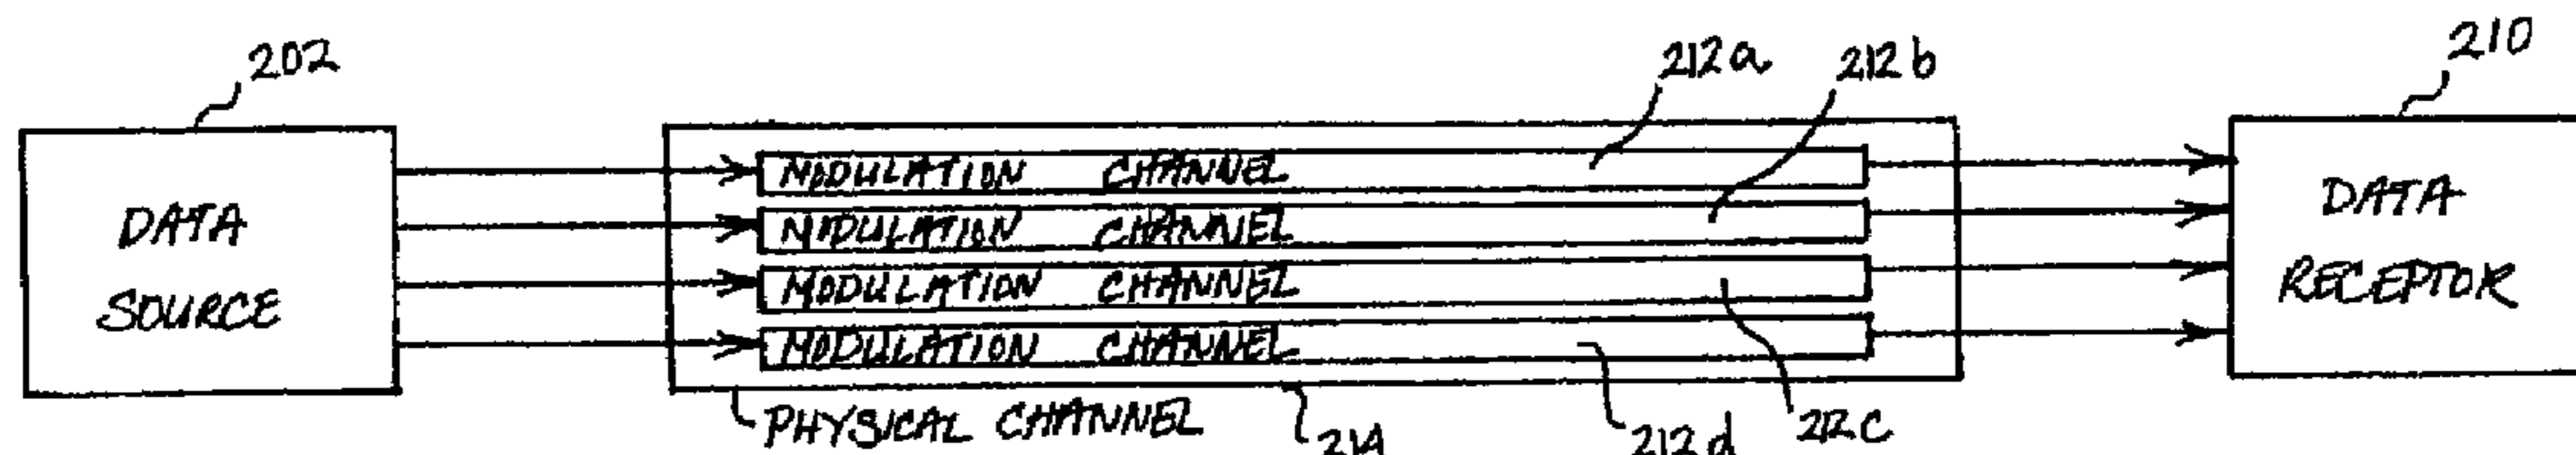 202
212a
212b
210
DATA
SOURCE
MODULATION CHANNEL
MODULATION CHANNEL
MODULATION CHANNEL
MODULATION CHANNEL
DATA
RECEPTOR
PHYSICAL CHANNEL
214
212d
212c